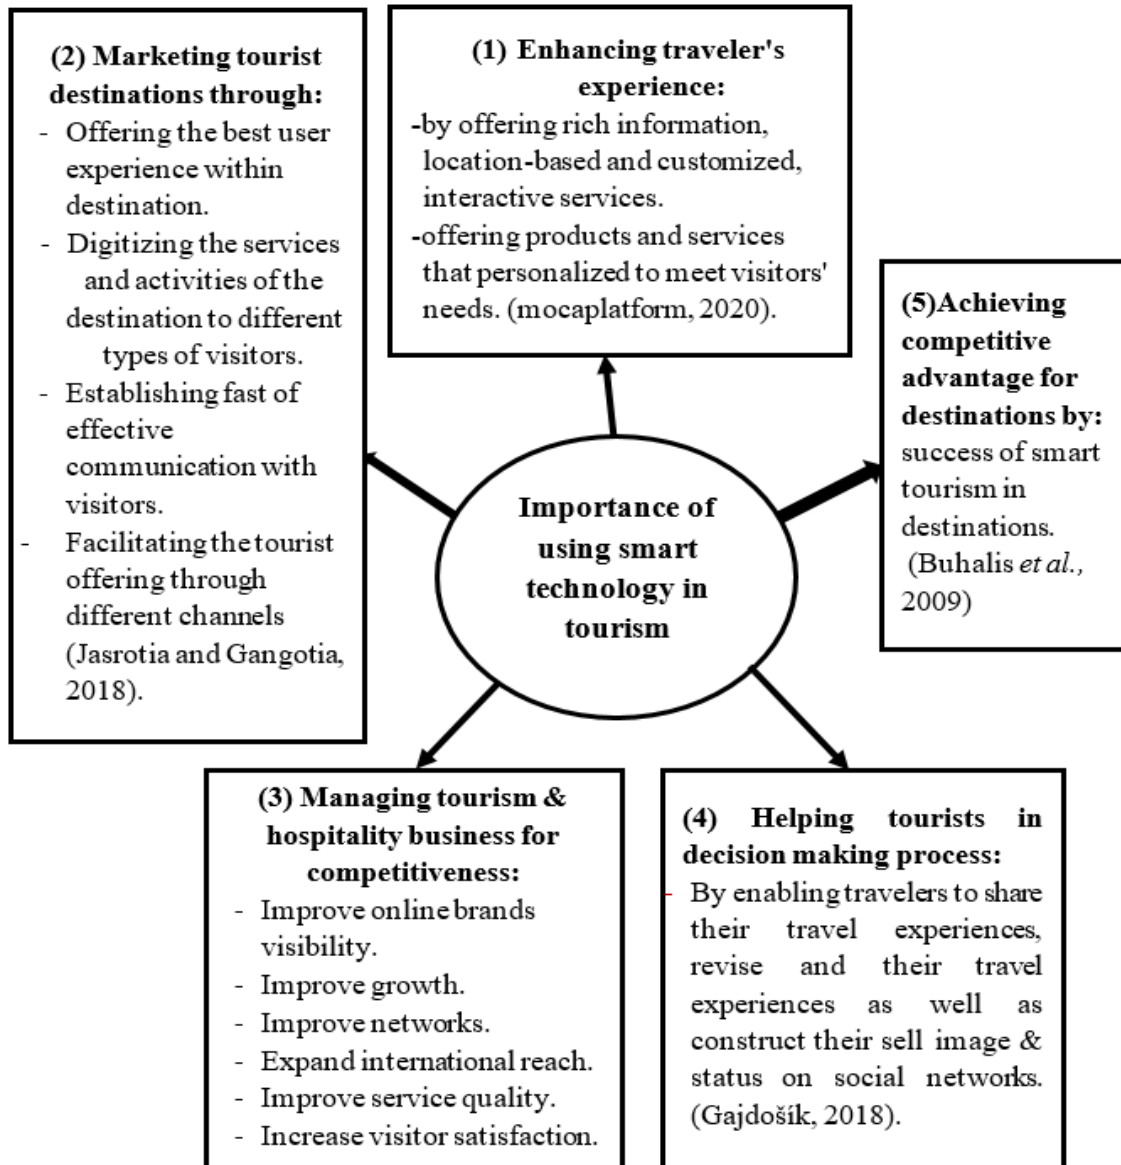 (1) Enhancing traveler's
experience:
-by offering rich information,
location-based and customized,
interactive services.
-offering products and services
that personalized to meet visitors'
needs. (mocaplatform, 2020).
(2) Marketing tourist
destinations through:
- Offering the best user
experience within
destination.
- Digitizing the services
and activities of the
destination to different
types of visitors.
- Establishing fast of
effective
communication with
visitors.
- Facilitating the tourist
offering through
different channels
(Jasrotia and Gangotia,
2018).
(5)Achieving
competitive
advantage for
destinations by:
success of smart
tourism in
destinations.
(Buhalis et al.,
2009)
Importance of
using smart
technology in
tourism
(3) Managing tourism &
hospitality business for
competitiveness:
- Improve online brands
visibility.
- Improve growth.
- Improve networks.
- Expand international reach.
- Improve service quality.
- Increase visitor satisfaction.
(4) Helping tourists in
decision making process:
- By enabling travelers to share
their travel experiences,
revise and their travel
experiences as well as
construct their sell image &
status on social networks.
(Gajdošík, 2018).